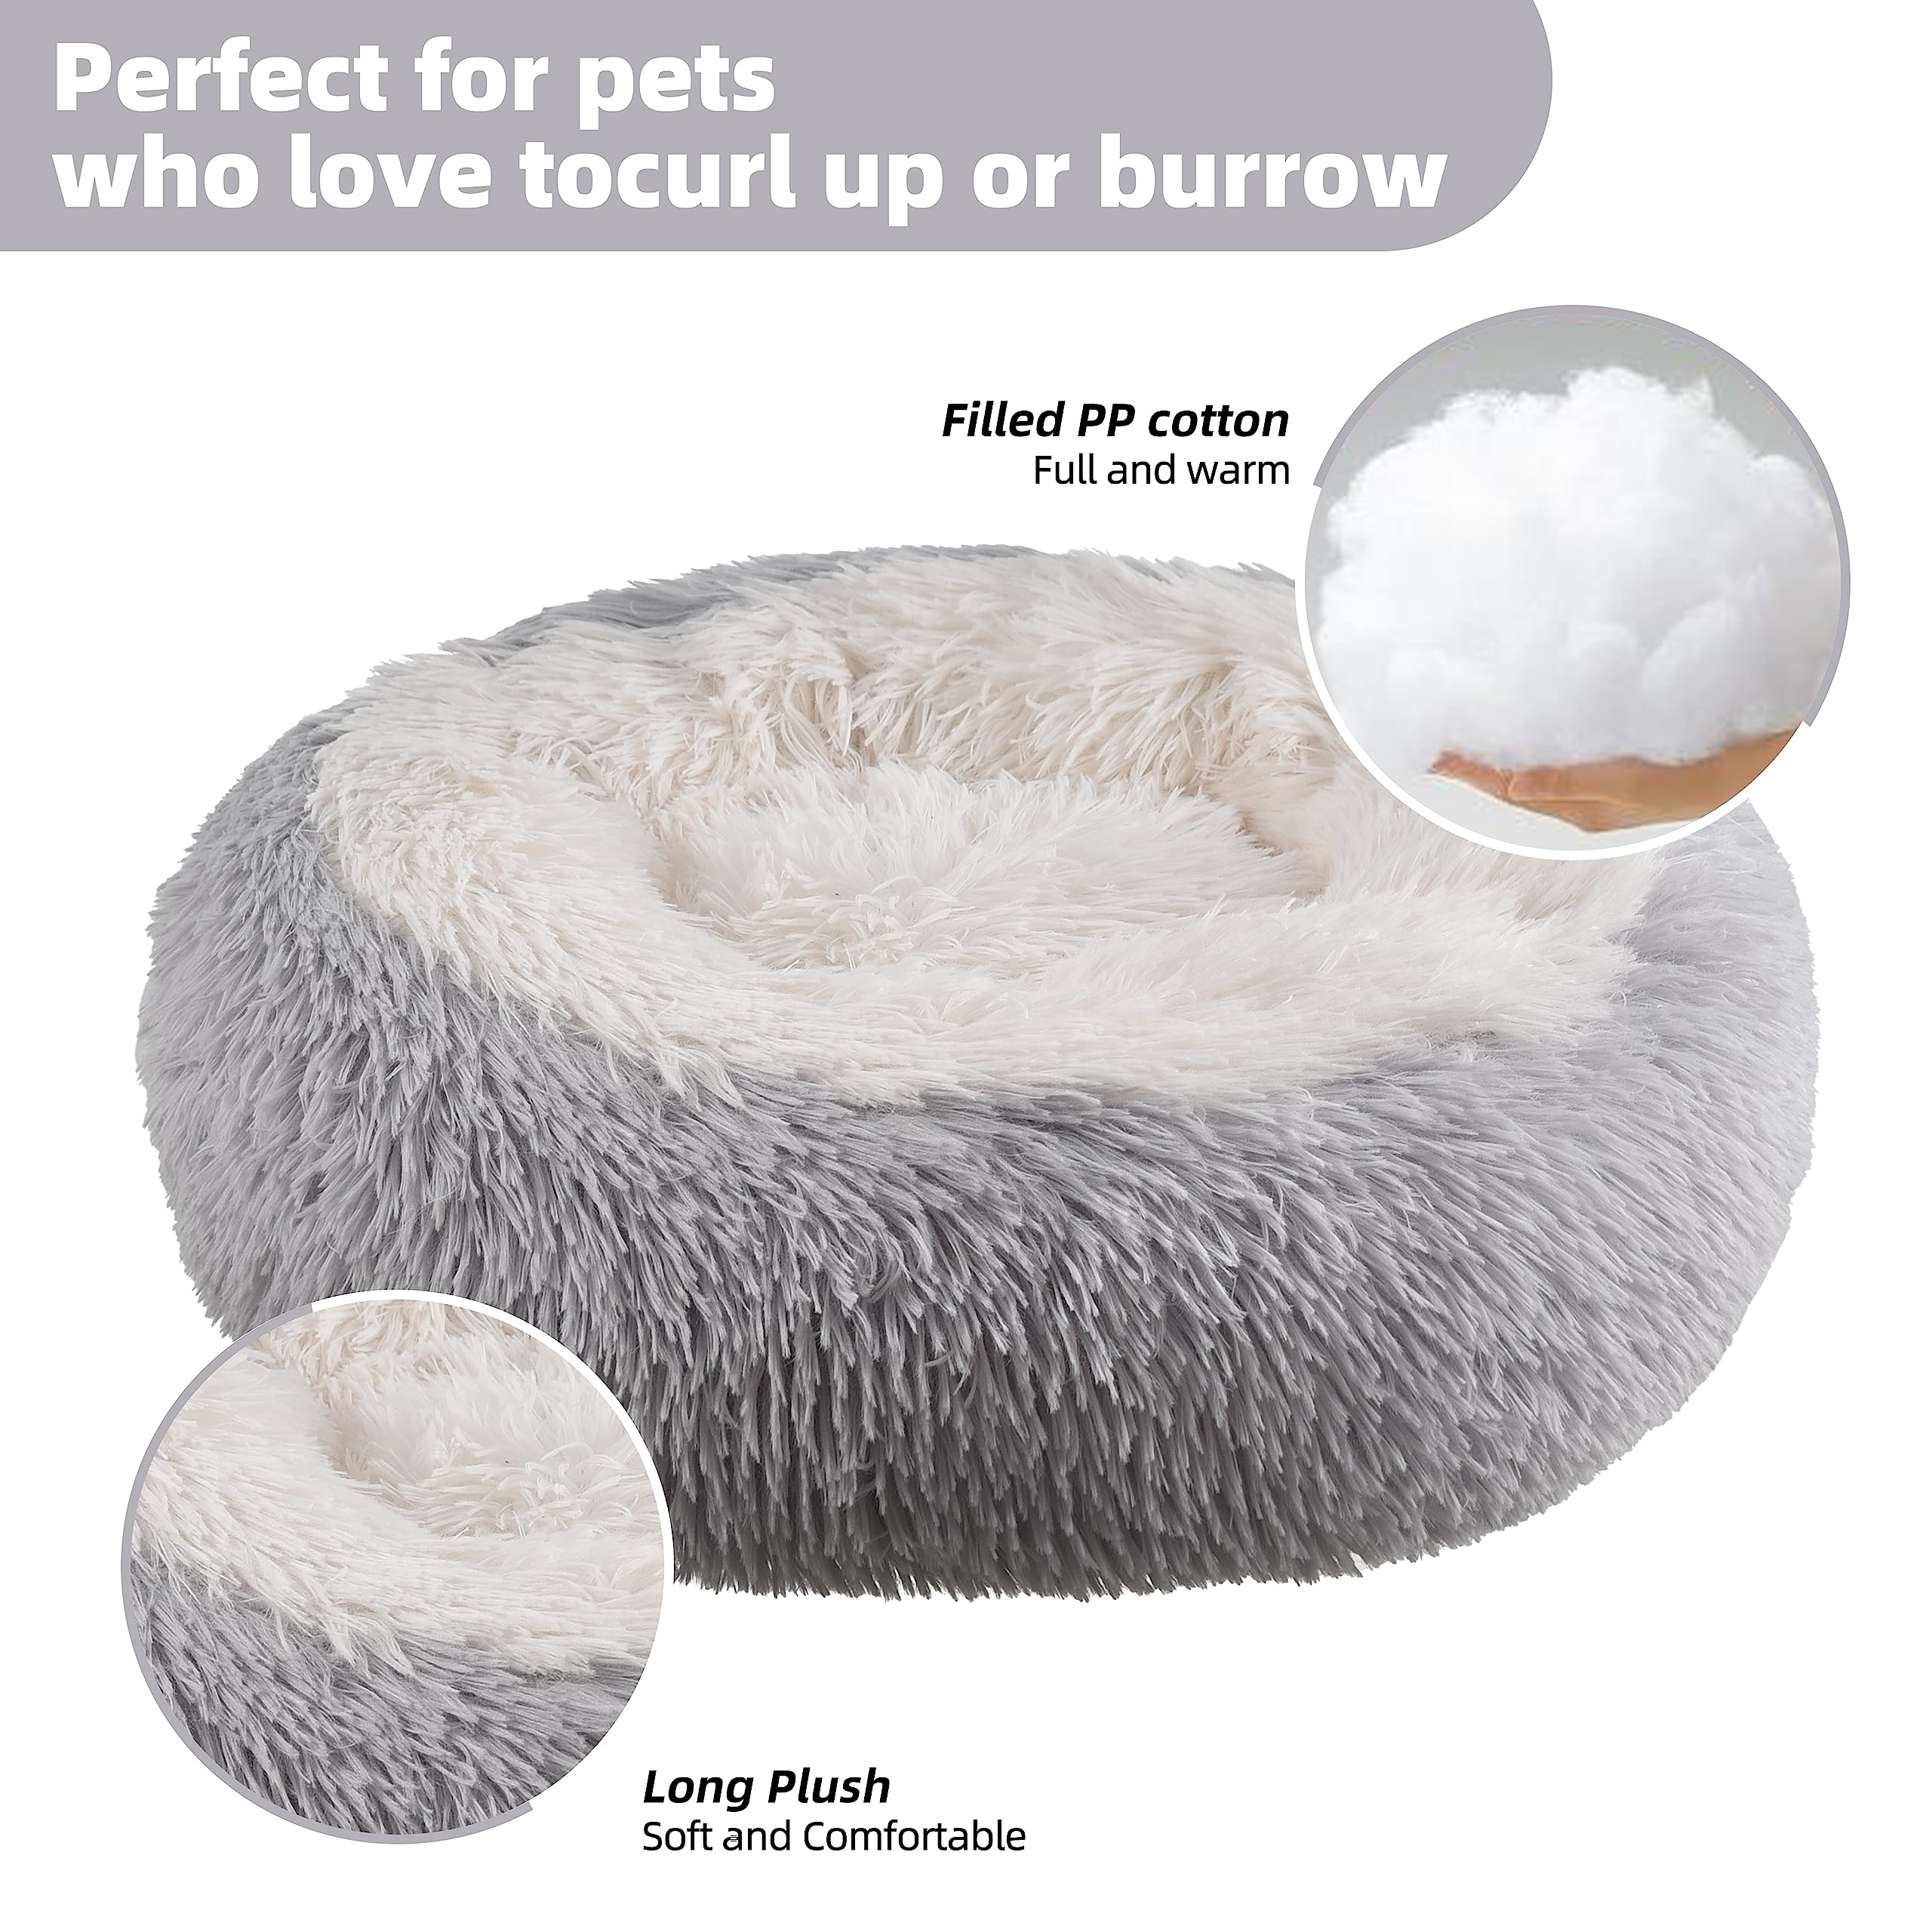 Perfect for pets
who love tocurl up or burrow
Filled PP cotton
Full and warm
Long Plush
Soft and Comfortable